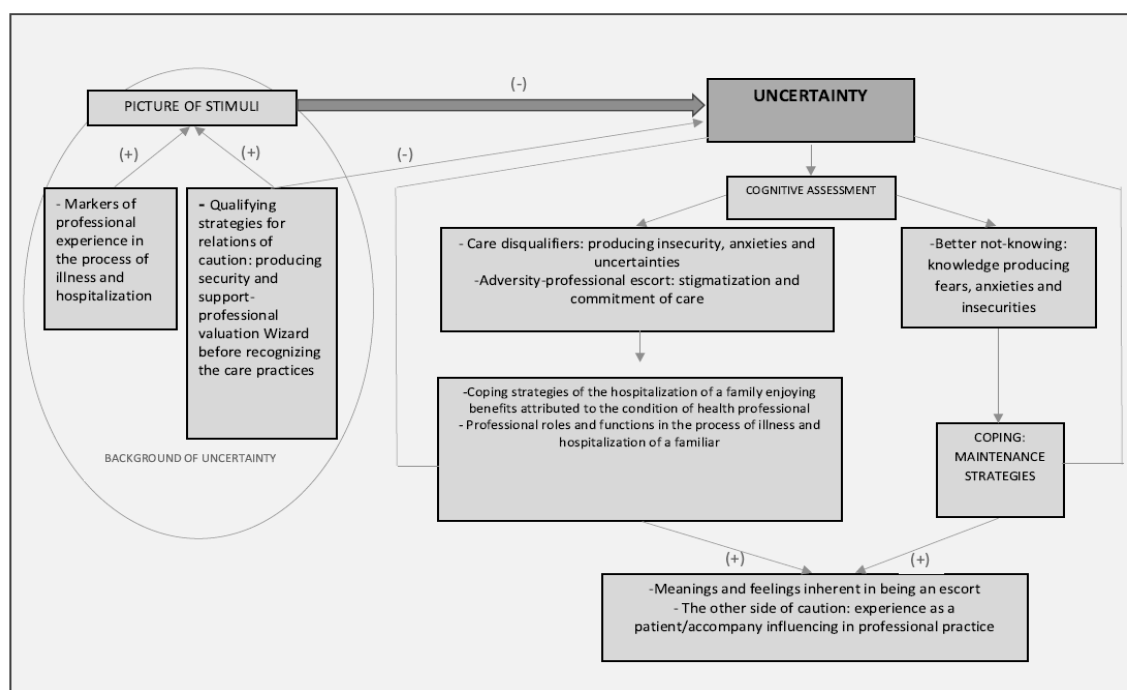 (-)
PICTURE OF STIMULI
UNCERTAINTY
(+)
(+)
(-)
- Markers of
professional
experience in
the process of
illness and
hospitalization
- Qualifying
strategies for
relations of
caution: producing
security and
support-
professional
valuation Wizard
before recognizing
the care practices
BACKGROUND OF UNCERTAINTY
COGNITIVE ASSESSMENT
- Care disqualifiers: producing insecurity, anxieties and
uncertainties
- Adversity-professional escort: stigmatization and
commitment of care
- Better not-knowing:
knowledge producing
fears, anxieties and
insecurities
-Coping strategies of the hospitalization of a family enjoying
benefits attributed to the condition of health professional
- Professional roles and functions in the process of illness and
hospitalization of a familiar
COPING:
MAINTENANCE
STRATEGIES
(+)
(+)
-Meanings and feelings inherent in being an escort
- The other side of caution: experience as a
patient/accompany influencing in professional practice